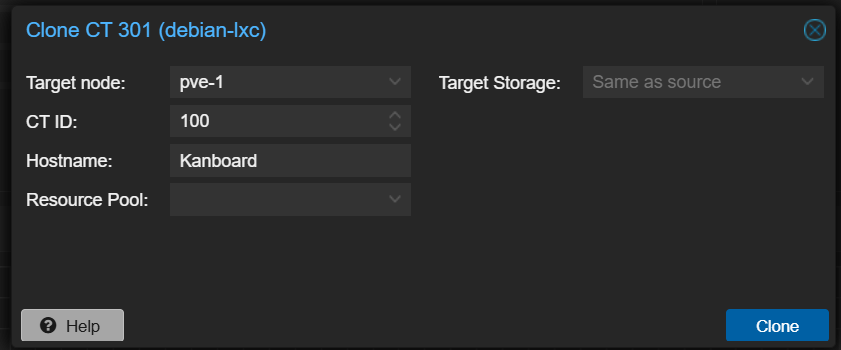 Clone CT 301 (debian-lxc)
Target node: pve-1
Target Storage: Same as source
CT ID: 100
Hostname: Kanboard
Resource Pool:
Help
Clone